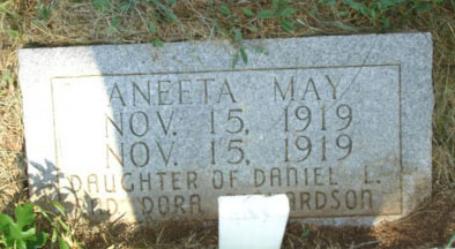 ANEETA MAY
NOV. 15, 1919
NOV. 15, 1919
DAUGHTER OF DANIEL L.
DORA